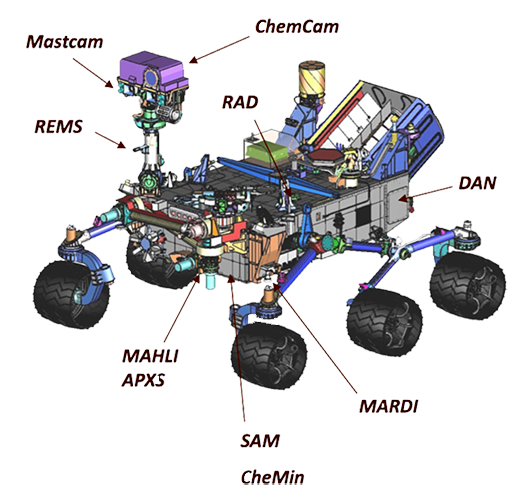 ChemCam
Mastcam
RAD
REMS
DAN
MAHLI
APXS
MARDI
SAM
CheMin